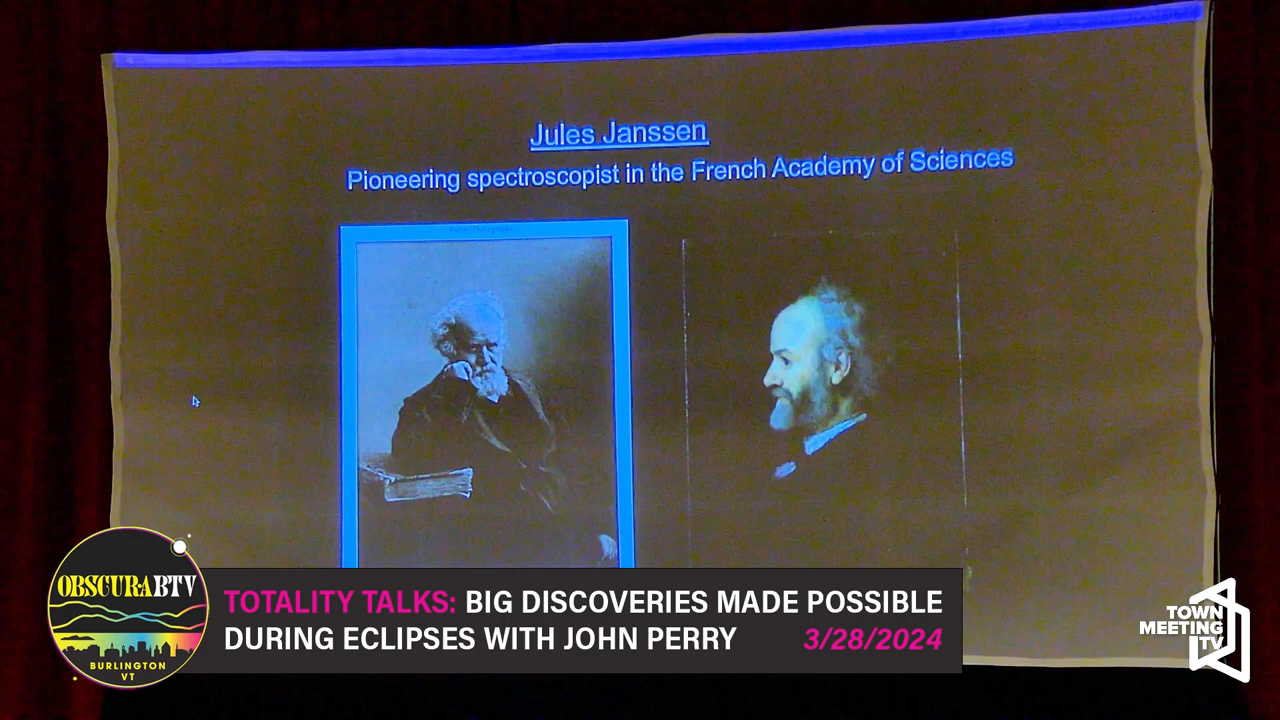 Jules Janssen
Pioneering spectroscopist in the French Academy of Sciences
OBSCURABTV
BURLINGTON
VT
TOTALITY TALKS: BIG DISCOVERIES MADE POSSIBLE
DURING ECLIPSES WITH JOHN PERRY 3/28/2024
TOWN
MEETING
TV